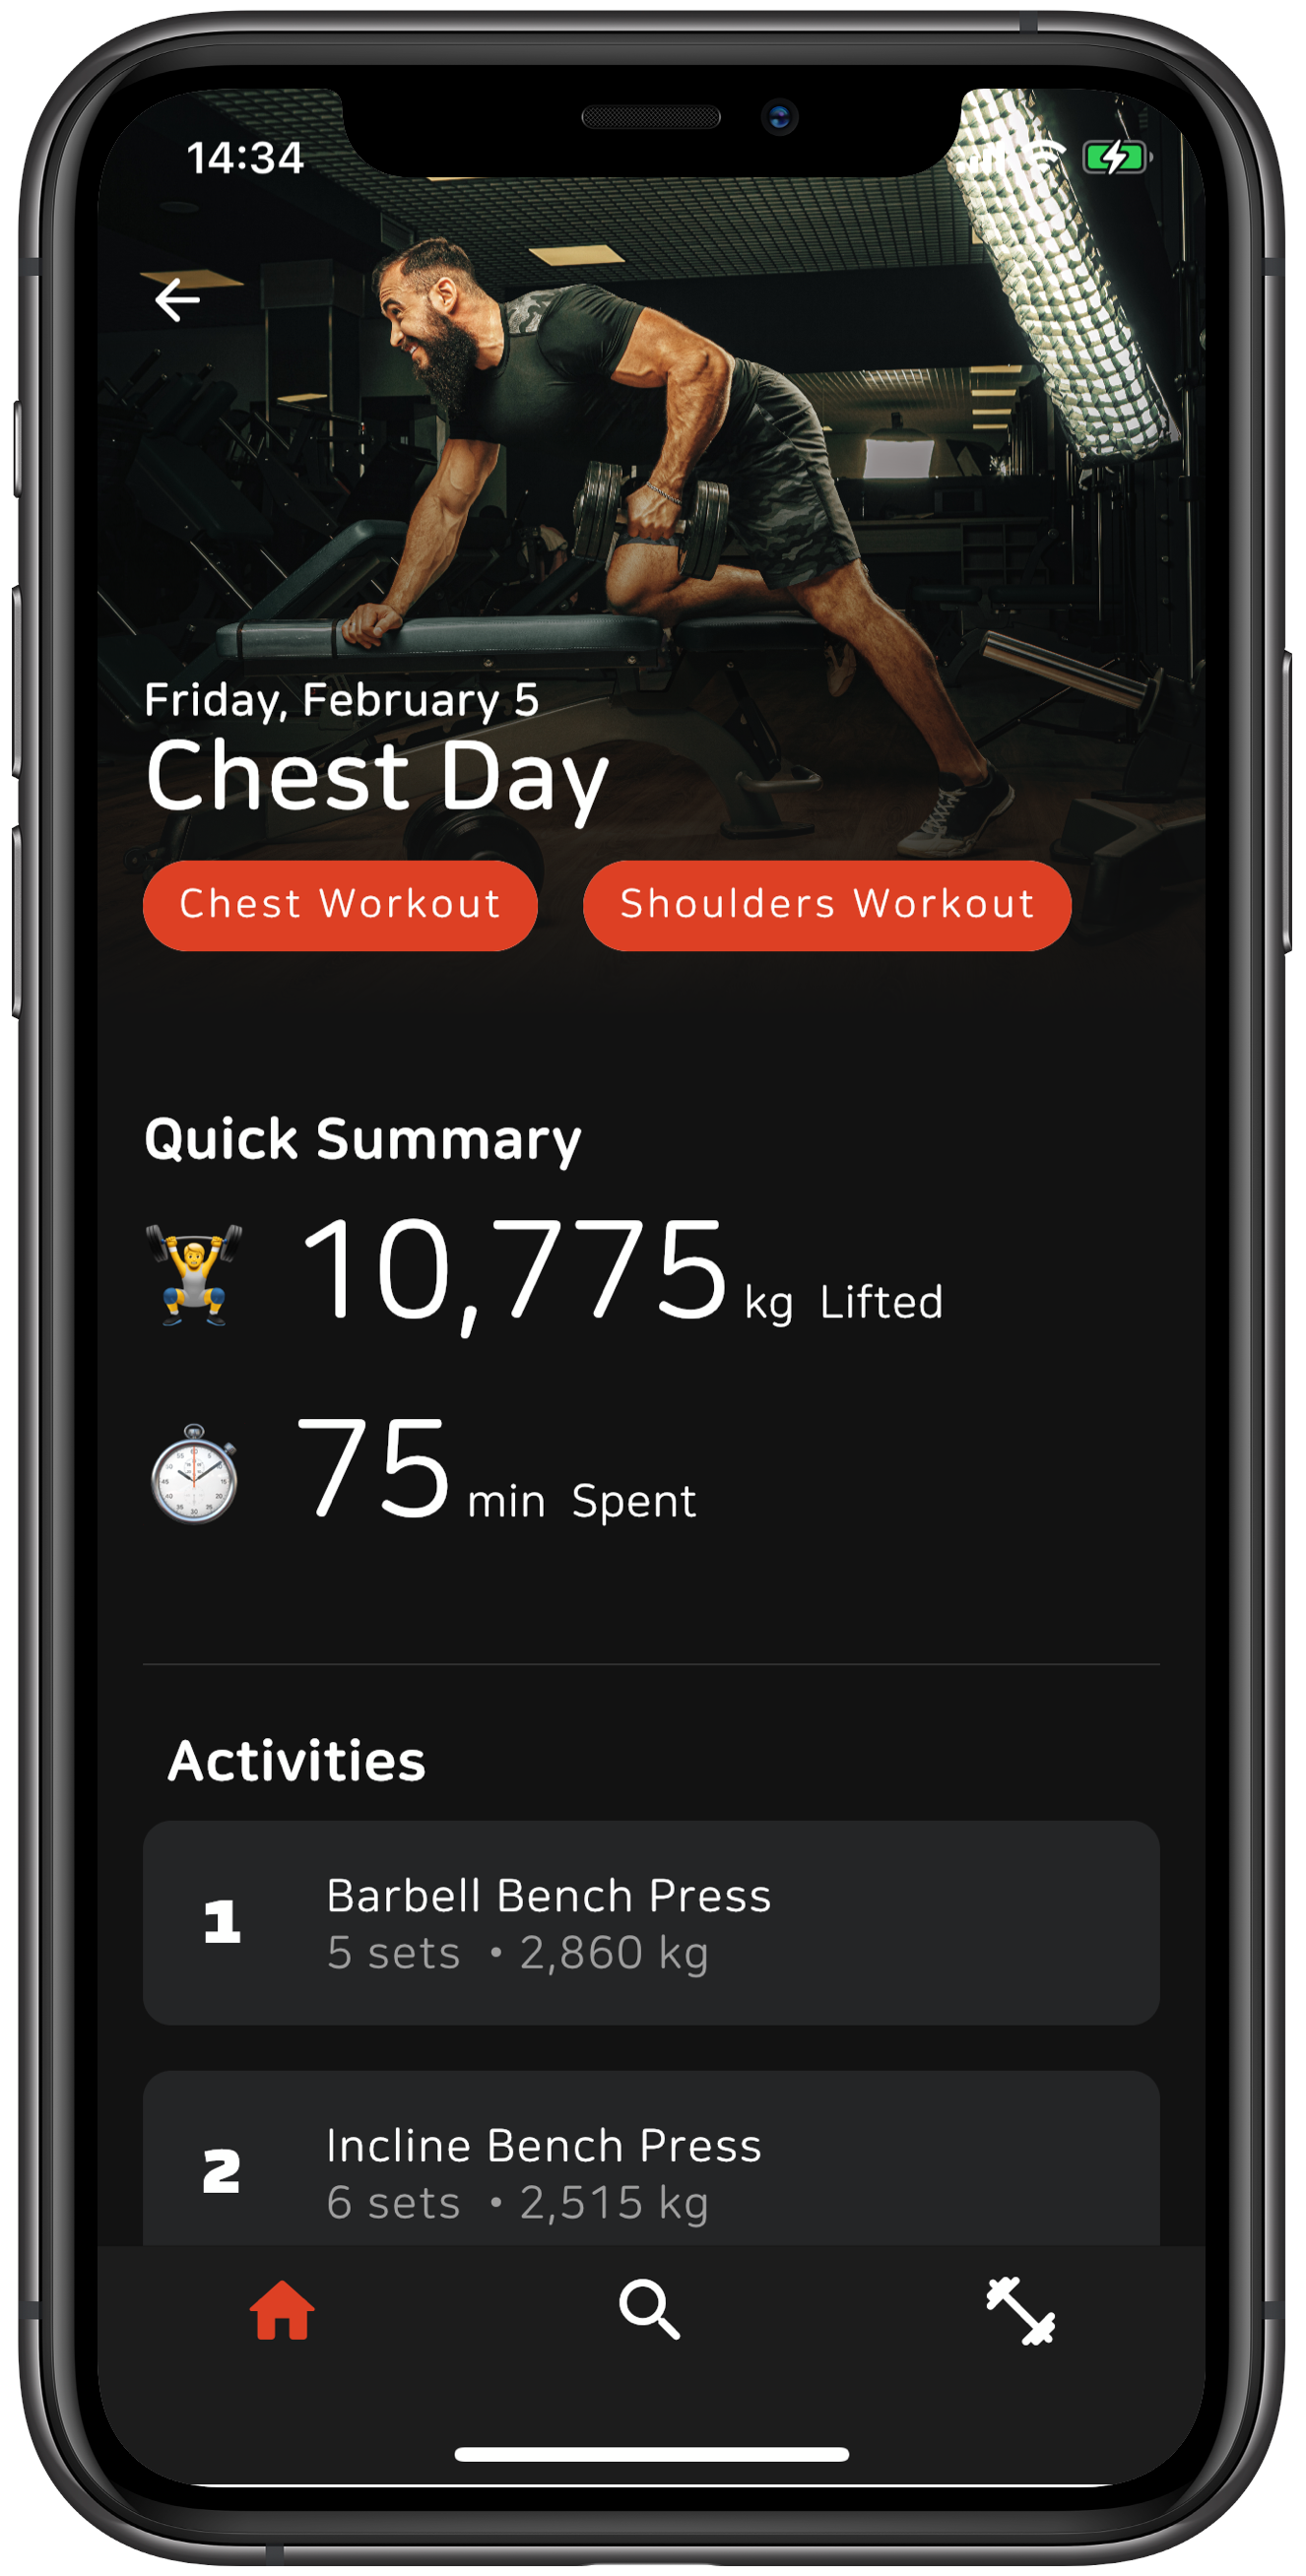 14:34
Friday, February 5
Chest Day
Chest Workout
Shoulders Workout
Quick Summary
10,775 kg Lifted
75 min Spent
Activities
1
Barbell Bench Press
5 sets • 2,860 kg
2
Incline Bench Press
6 sets • 2,515 kg